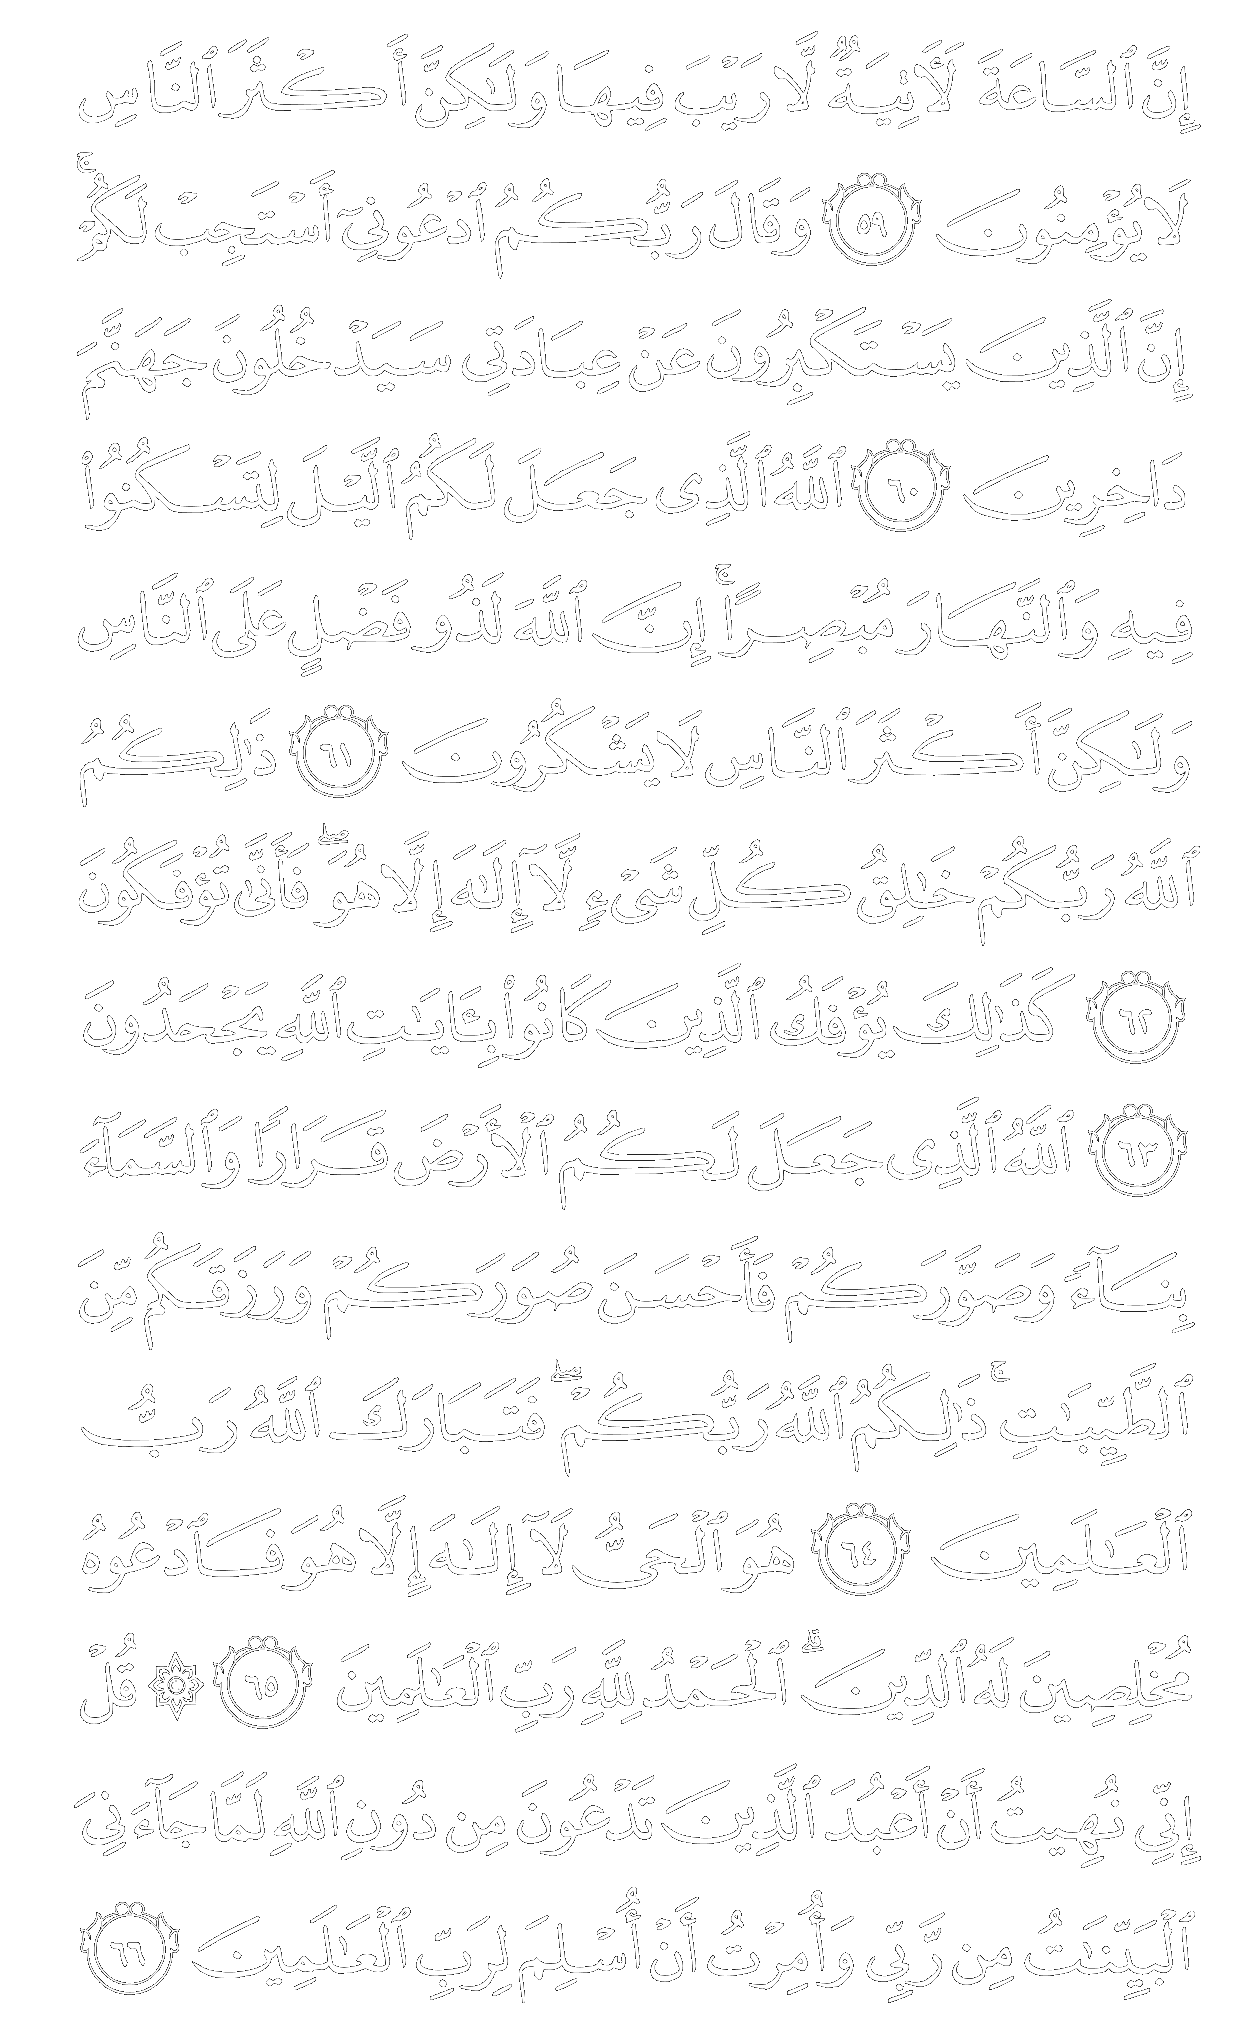 إِنَّ ٱلسَّاعَةَ لَأٓتِيَةٌ لَّا رَيْبَ فِيهَا وَلَـٰكِنَّ أَكْثَرَ ٱلنَّاسِ
لَا يُؤْمِنُونَ ٥٩ وَقَالَ رَبُّكُمُ ٱدْعُونِىٓ أَسْتَجِبْ لَكُمْ ۚ
إِنَّ ٱلَّذِينَ يَسْتَكْبِرُونَ عَنْ عِبَادَتِى سَيَدْخُلُونَ جَهَنَّمَ
دَاخِرِينَ ٦٠ ٱللَّهُ ٱلَّذِى جَعَلَ لَكُمُ ٱلَّيْلَ لِتَسْكُنُوا۟
فِيهِ وَٱلنَّهَارَ مُبْصِرًا ۚ إِنَّ ٱللَّهَ لَذُو فَضْلٍ عَلَى ٱلنَّاسِ
وَلَـٰكِنَّ أَكْثَرَ ٱلنَّاسِ لَا يَشْكُرُونَ ٦١ ذَٰلِكُمُ
ٱللَّهُ رَبُّكُمْ خَـٰلِقُ كُلِّ شَىْءٍ لَّآ إِلَـٰهَ إِلَّا هُوَ ۖ فَأَنَّىٰ تُؤْفَكُونَ
٦٢ كَذَٰلِكَ يُؤْفَكُ ٱلَّذِينَ كَانُوا۟ بِـَٔايَـٰتِ ٱللَّهِ يَجْحَدُونَ
٦٣ ٱللَّهُ ٱلَّذِى جَعَلَ لَكُمُ ٱلْأَرْضَ قَرَارًا وَٱلسَّمَآءَ
بِنَآءً وَصَوَّرَكُمْ فَأَحْسَنَ صُوَرَكُمْ وَرَزَقَكُم مِّنَ
ٱلطَّيِّبَـٰتِ ۚ ذَٰلِكُمُ ٱللَّهُ رَبُّكُمْ ۖ فَتَبَارَكَ ٱللَّهُ رَبُّ
ٱلْعَـٰلَمِينَ ٦٤ هُوَ ٱلْحَىُّ لَآ إِلَـٰهَ إِلَّا هُوَ فَٱدْعُوهُ
مُخْلِصِينَ لَهُ ٱلدِّينَ ۗ ٱلْحَمْدُ لِلَّهِ رَبِّ ٱلْعَـٰلَمِينَ ٦٥ ۞ قُلْ
إِنِّى نُهِيتُ أَنْ أَعْبُدَ ٱلَّذِينَ تَدْعُونَ مِن دُونِ ٱللَّهِ لَمَّا جَآءَنِىَ
ٱلْبَيِّنَـٰتُ مِن رَّبِّى وَأُمِرْتُ أَنْ أُسْلِمَ لِرَبِّ ٱلْعَـٰلَمِينَ ٦٦